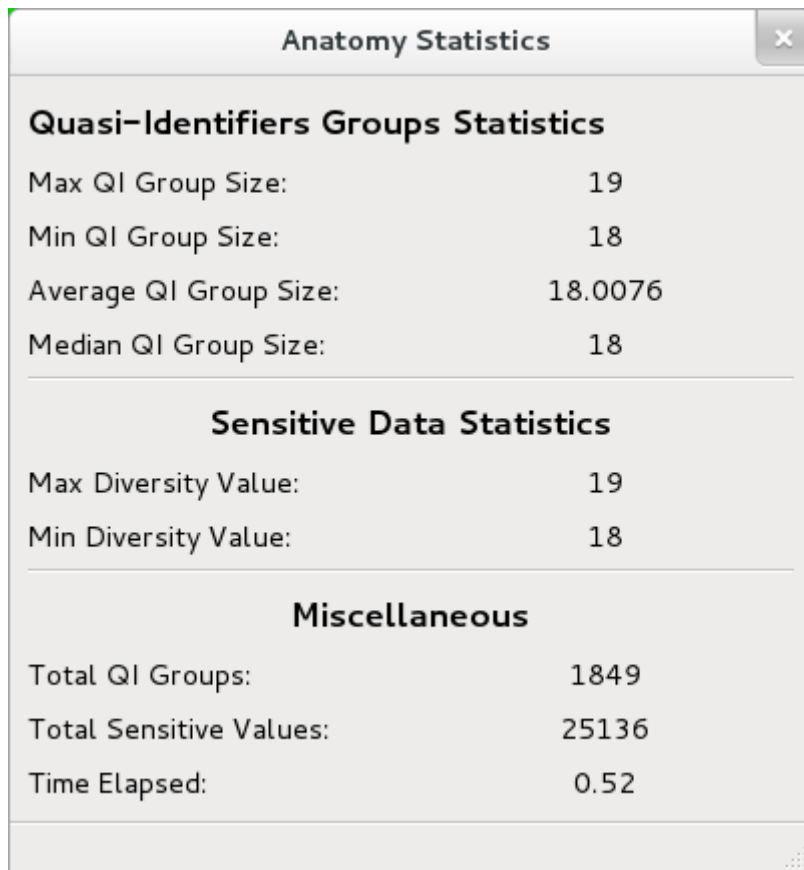 Anatomy Statistics
Quasi-Identifiers Groups Statistics
Max QI Group Size: 19
Min QI Group Size: 18
Average QI Group Size: 18.0076
Median QI Group Size: 18
Sensitive Data Statistics
Max Diversity Value: 19
Min Diversity Value: 18
Miscellaneous
Total QI Groups: 1849
Total Sensitive Values: 25136
Time Elapsed: 0.52